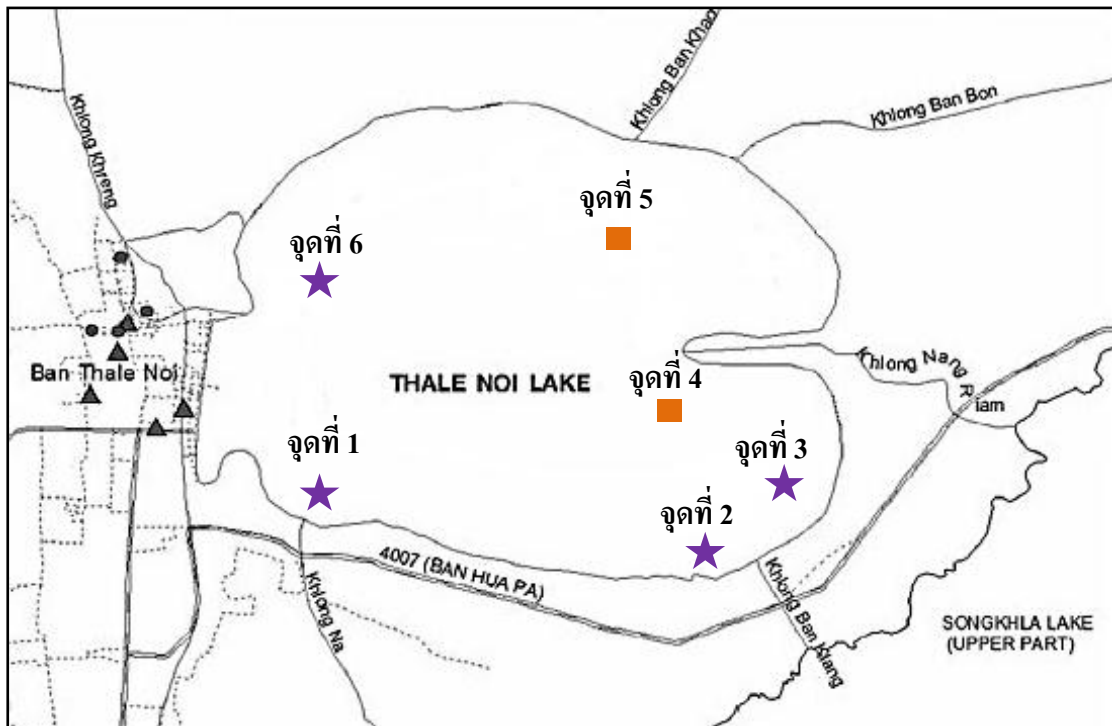 Khlong Ban Khad
Khlong Ban Bon
Khlong Khreng
จุดที่ 5
จุดที่ 6
Ban Thale Noi
THALE NOI LAKE
Khlong Nang Riam
จุดที่ 4
จุดที่ 1
จุดที่ 3
จุดที่ 2
4007 (BAN HUA PA)
Khlong Na
Khlong Ban Klang
SONGKHLA LAKE
(UPPER PART)